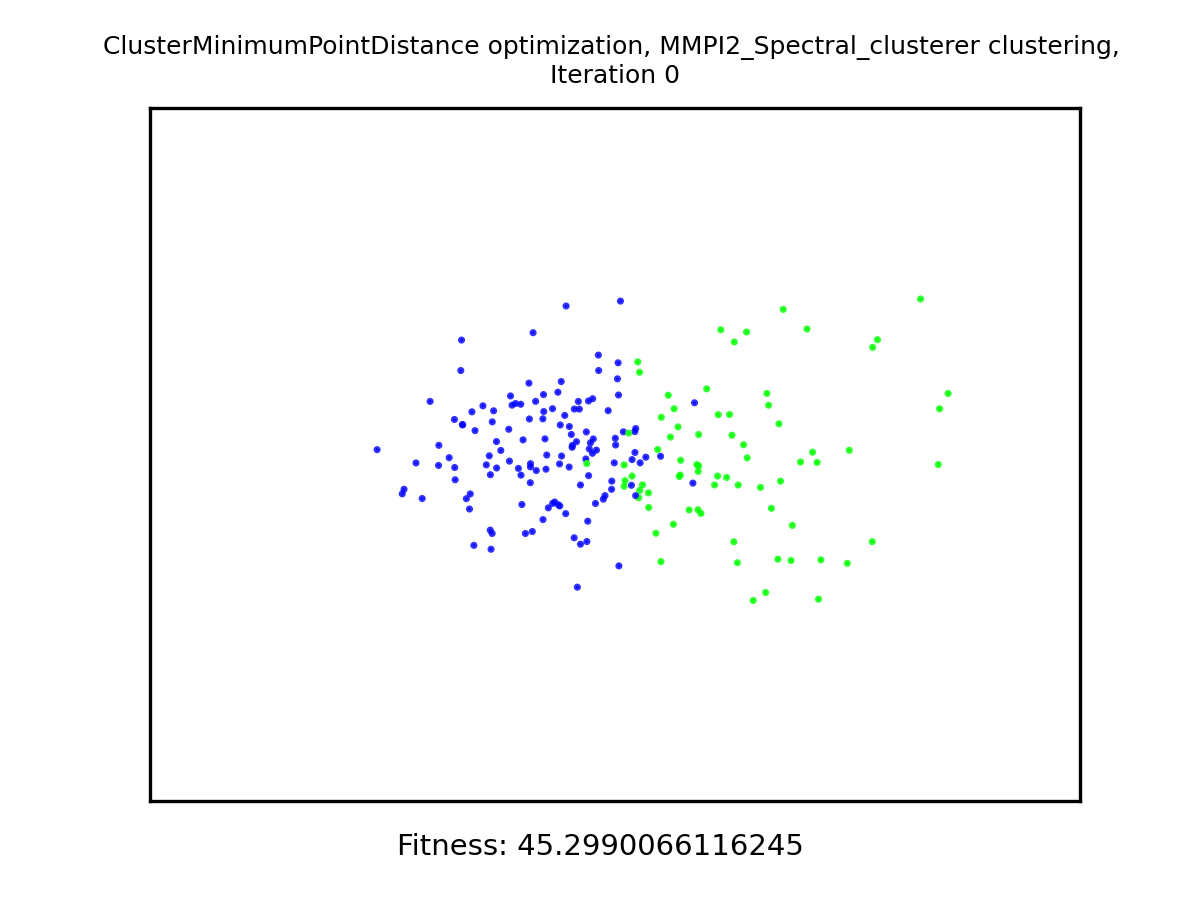 ClusterMinimumPointDistance optimization, MMPI2_Spectral_clusterer clustering,
Iteration 0
Fitness: 45.2990066116245